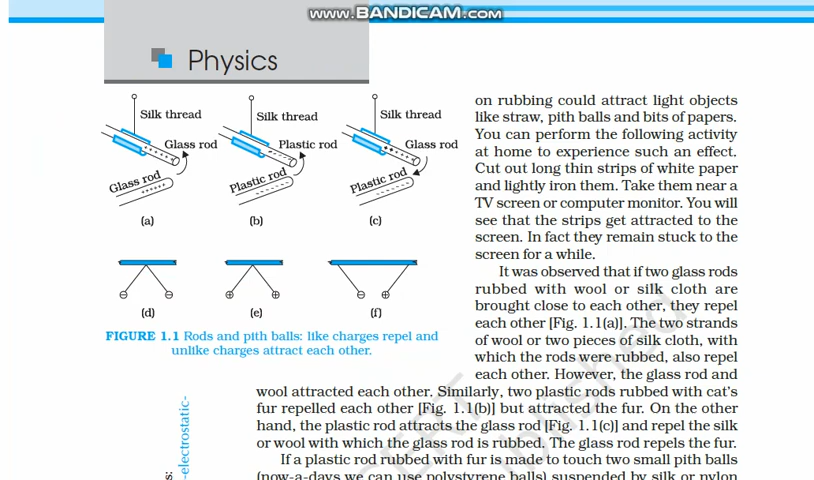 www.BANDICAM.com
Physics
Silk thread
Glass rod
Glass rod
(a)
Silk thread
Plastic rod
Plastic rod
(b)
Silk thread
Glass rod
Plastic rod
(c)
(d)
(e)
(f)
FIGURE 1.1 Rods and pith balls: like charges repel and
unlike charges attract each other.
on rubbing could attract light objects
like straw, pith balls and bits of papers.
You can perform the following activity
at home to experience such an effect.
Cut out long thin strips of white paper
and lightly iron them. Take them near a
TV screen or computer monitor. You will
see that the strips get attracted to the
screen. In fact they remain stuck to the
screen for a while.
It was observed that if two glass rods
rubbed with wool or silk cloth are
brought close to each other, they repel
each other [Fig. 1.1(a)]. The two strands
of wool or two pieces of silk cloth, with
which the rods were rubbed, also repel
each other. However, the glass rod and
wool attracted each other. Similarly, two plastic rods rubbed with cat's
fur repelled each other [Fig. 1.1(b)] but attracted the fur. On the other
hand, the plastic rod attracts the glass rod [Fig. 1.1(c)] and repel the silk
or wool with which the glass rod is rubbed. The glass rod repels the fur.
If a plastic rod rubbed with fur is made to touch two small pith balls
(now-a-days we can use polystyrene balls) suspended by silk or nylon
-electrostatic-